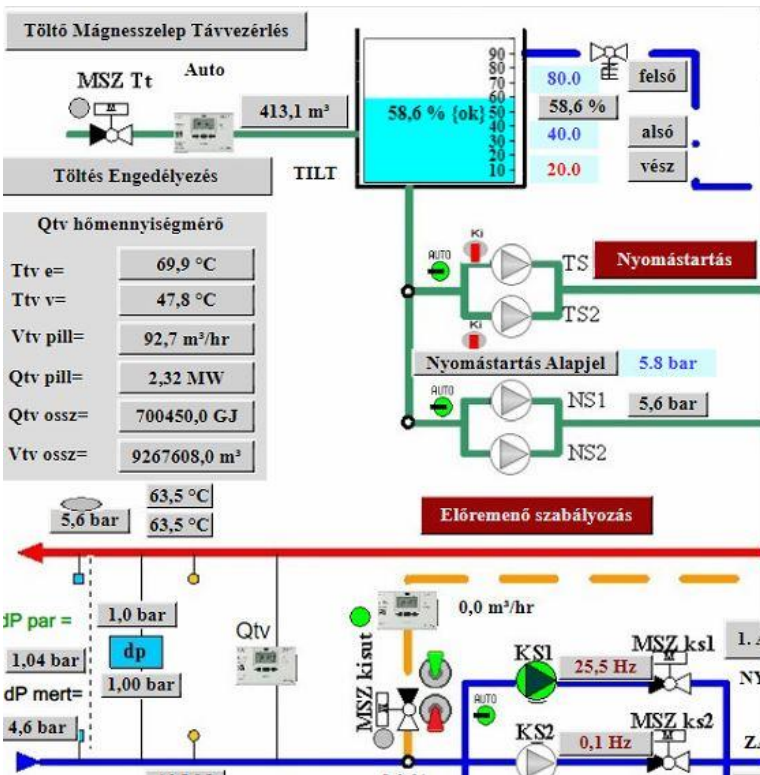 Töltő Mágnesszelep Távvezérlés
MSZ Tt
Auto
413,1 m³
58,6 % {ok}
90
80
70
60
50
40
30
20
10
80.0
felső
58,6 %
40.0
alsó
20.0
vész
Töltés Engedélyezés
TILT
Qtv hőmennyiségmérő
Ttv e= 69,9 °C
Ttv v= 47,8 °C
Vtv pill= 92,7 m³/hr
Qtv pill= 2,32 MW
Qtv ossz= 700450,0 GJ
Vtv ossz= 9267608,0 m³
Ki
AUTO
TS
Nyomástartás
TS2
Ki
Nyomástartás Alapjel
5.8 bar
AUTO
NS1
5,6 bar
NS2
63,5 °C
5,6 bar
63,5 °C
Előremenő szabályozás
dP par =
1,0 bar
1,04 bar
dp
dP mert=
1,00 bar
4,6 bar
Qtv
0,0 m³/hr
MSZ kisut
KS1
25,5 Hz
MSZ ks1
AUTO
KS2
0,1 Hz
MSZ ks2
1. A
NY
ZA